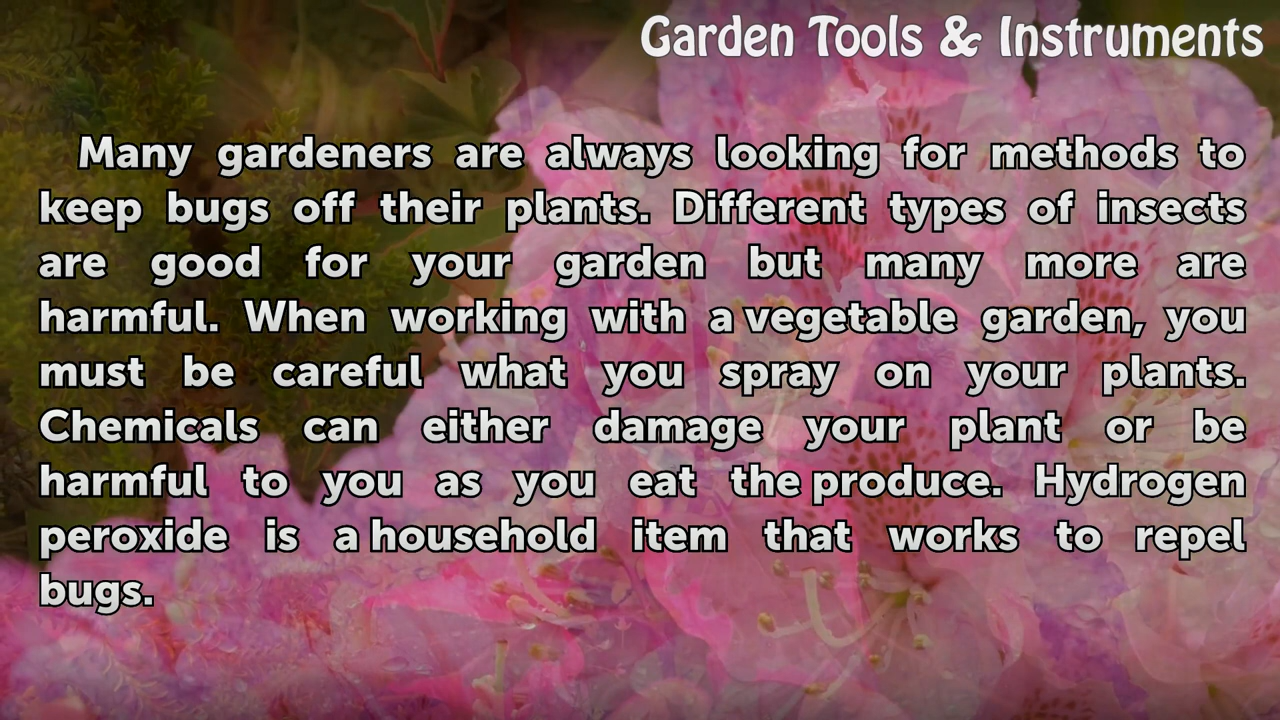 Garden Tools & Instruments
Many gardeners are always looking for methods to
keep bugs off their plants. Different types of insects
are good for your garden but many more are
harmful. When working with a vegetable garden, you
must be careful what you spray on your plants.
Chemicals can either damage your plant or be
harmful to you as you eat the produce. Hydrogen
peroxide is a household item that works to repel
bugs.